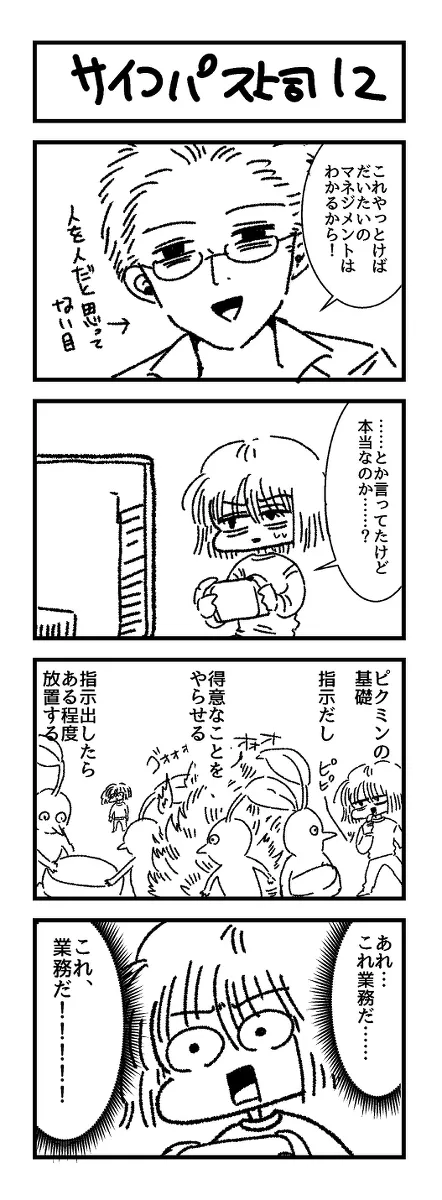 サイコパス上司12
これやっとけば
だいたいの
マネジメントは
わかるから！
人を人だと思って
ない目
→
……とか言ってたけど
本当なのか……？
ピクミンの
基礎
指示だし
ピピ
得意なことを
やらせる
ゴォォォ
指示出したら
ある程度
放置する
あれ…
これ業務だ……
これ、
業務だ！！！！！